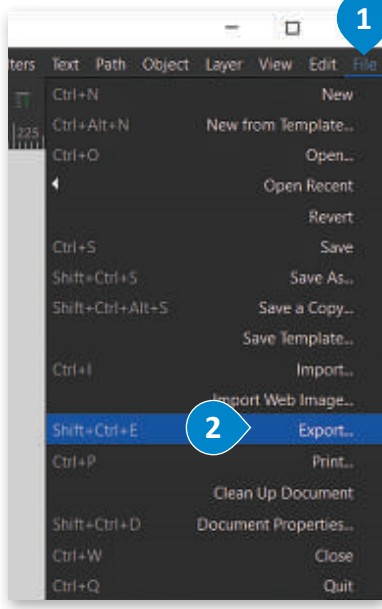 1
File Edit View Layer Object Path Text ters
225
New Ctrl+N
New from Template... Ctrl+Alt+N
Open... Ctrl+O
Open Recent
Revert
Save Ctrl+S
Save As... Shift+Ctrl+S
Save a Copy... Shift+Ctrl+Alt+S
Save Template...
Import... Ctrl+I
Import Web Image...
2
Export... Shift+Ctrl+E
Print... Ctrl+P
Clean Up Document
Document Properties... Shift+Ctrl+D
Close Ctrl+W
Quit Ctrl+Q